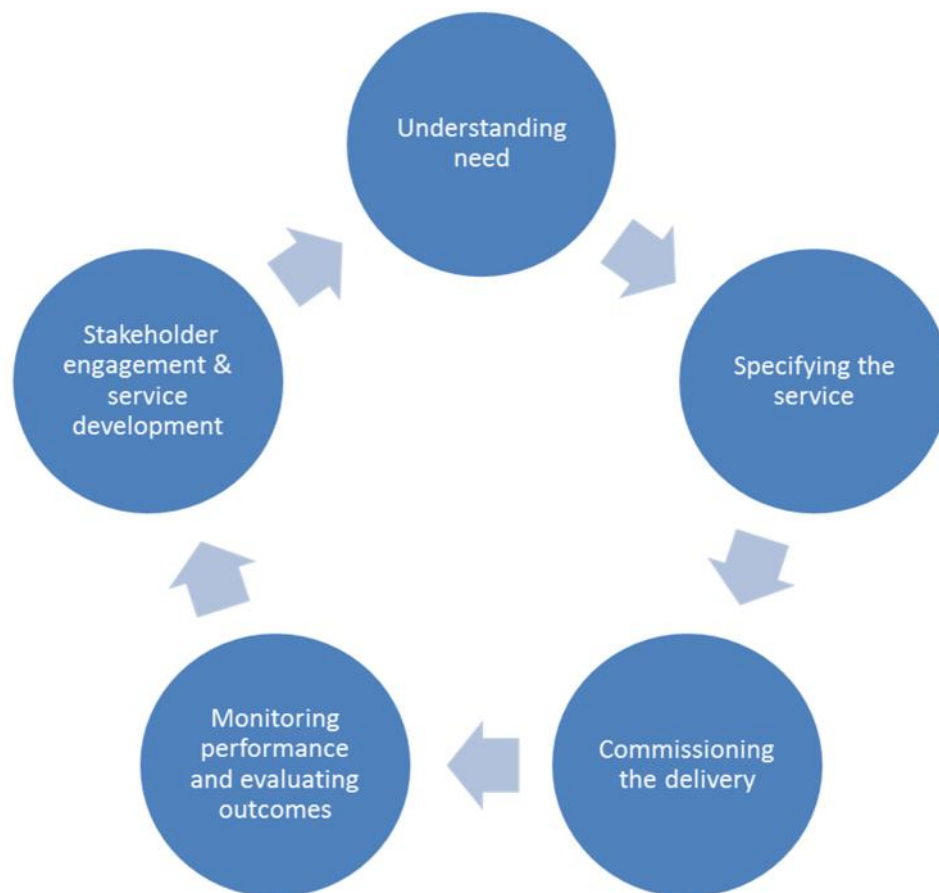 Understanding
need
Specifying the
service
Commissioning
the delivery
Monitoring
performance
and evaluating
outcomes
Stakeholder
engagement &
service
development